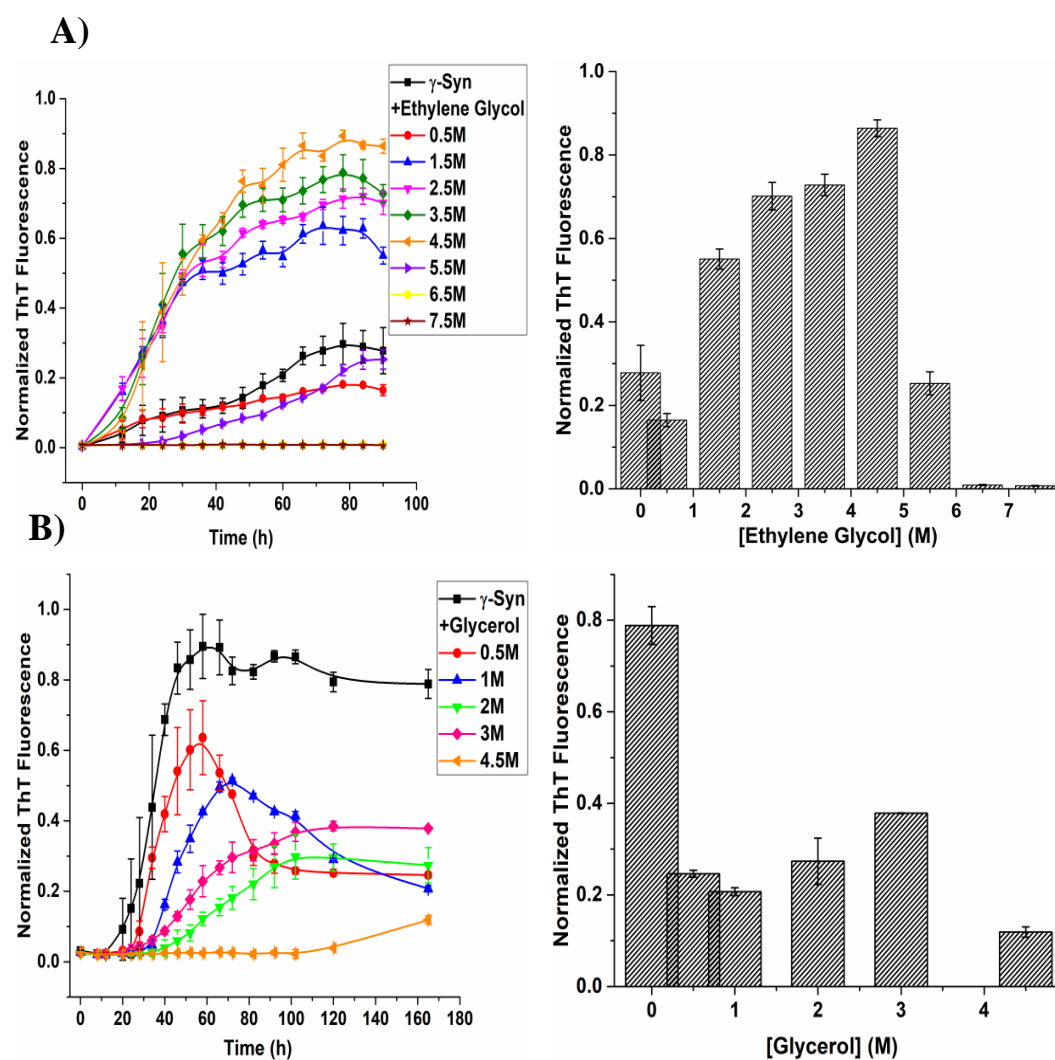 A)
1.0
0.8
0.6
0.4
0.2
0.0
Normalized ThT Fluorescence
0 20 40 60 80 100
Time (h)
γ-Syn
+Ethylene Glycol
0.5M
1.5M
2.5M
3.5M
4.5M
5.5M
6.5M
7.5M
1.0
0.8
0.6
0.4
0.2
0.0
Normalized ThT Fluorescence
0 1 2 3 4 5 6 7
[Ethylene Glycol] (M)
B)
1.0
0.8
0.6
0.4
0.2
0.0
Normalized ThT Fluorescence
0 20 40 60 80 100 120 140 160 180
Time (h)
γ-Syn
+Glycerol
0.5M
1M
2M
3M
4.5M
0.8
0.6
0.4
0.2
0.0
Normalized ThT Fluorescence
0 1 2 3 4
[Glycerol] (M)